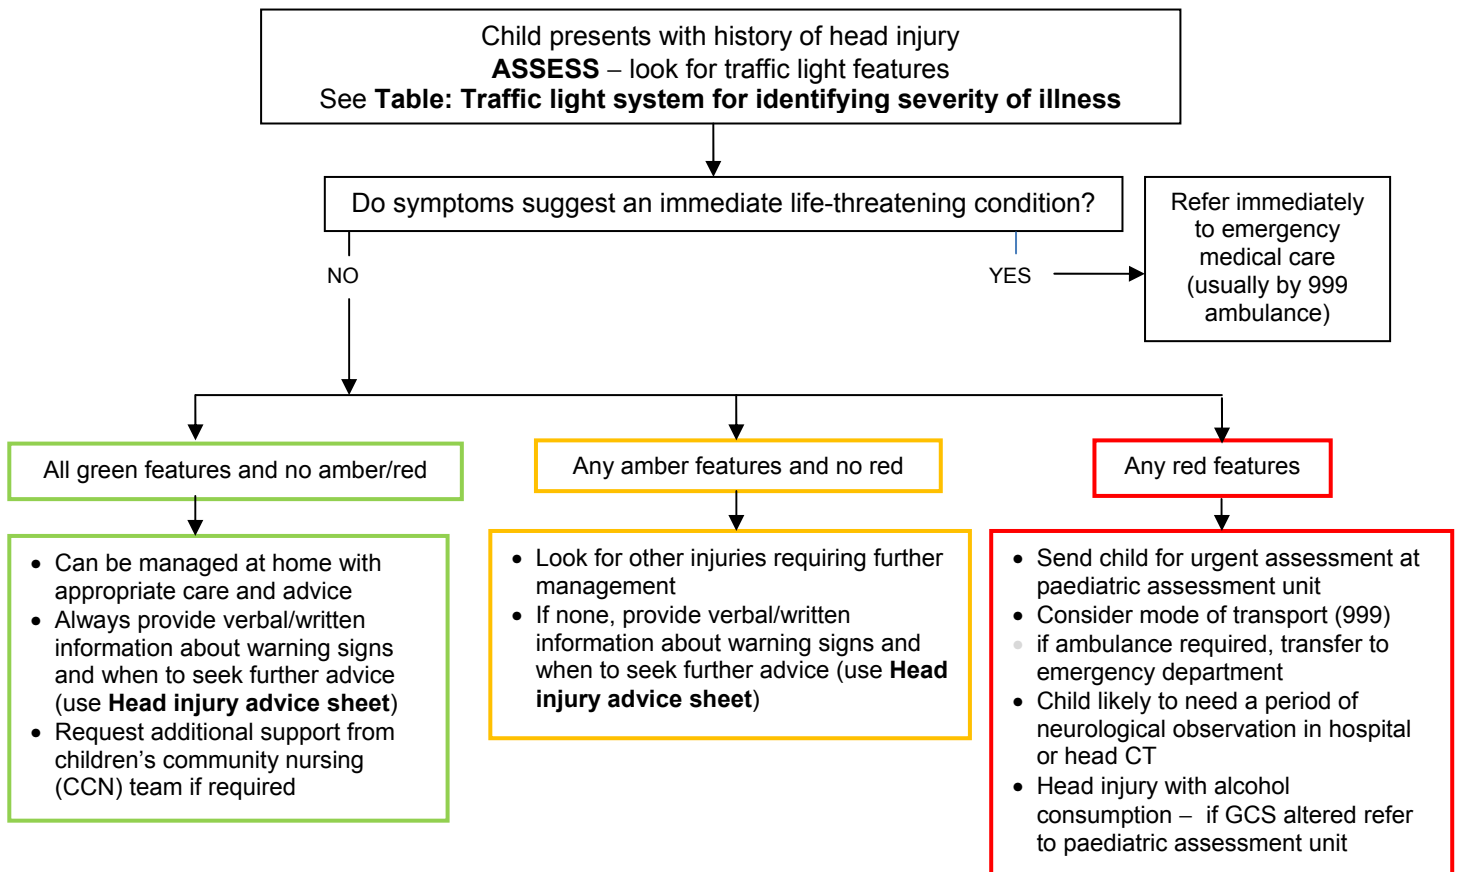 Child presents with history of head injury
ASSESS – look for traffic light features
See Table: Traffic light system for identifying severity of illness
Do symptoms suggest an immediate life-threatening condition?
Refer immediately
to emergency
medical care
(usually by 999
ambulance)
NO
YES
All green features and no amber/red
Any amber features and no red
Any red features
• Can be managed at home with
appropriate care and advice
• Always provide verbal/written
information about warning signs
and when to seek further advice
(use Head injury advice sheet)
• Request additional support from
children’s community nursing
(CCN) team if required
• Look for other injuries requiring further
management
• If none, provide verbal/written
information about warning signs and
when to seek further advice (use Head
injury advice sheet)
• Send child for urgent assessment at
paediatric assessment unit
• Consider mode of transport (999)
• if ambulance required, transfer to
emergency department
• Child likely to need a period of
neurological observation in hospital
or head CT
• Head injury with alcohol
consumption – if GCS altered refer
to paediatric assessment unit